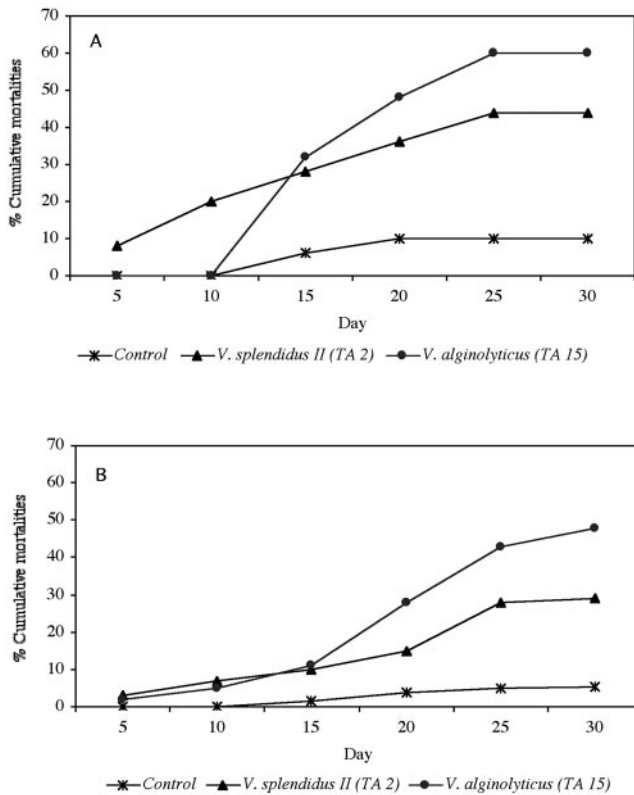 70
A
60
50
40
30
20
10
0
% Cumulative mortalities
5 10 15 20 25 30
Day
Control V. splendidus II (TA 2) V. alginolyticus (TA 15)
70
B
60
50
40
30
20
10
0
% Cumulative mortalities
5 10 15 20 25 30
Day
Control V. splendidus II (TA 2) V. alginolyticus (TA 15)